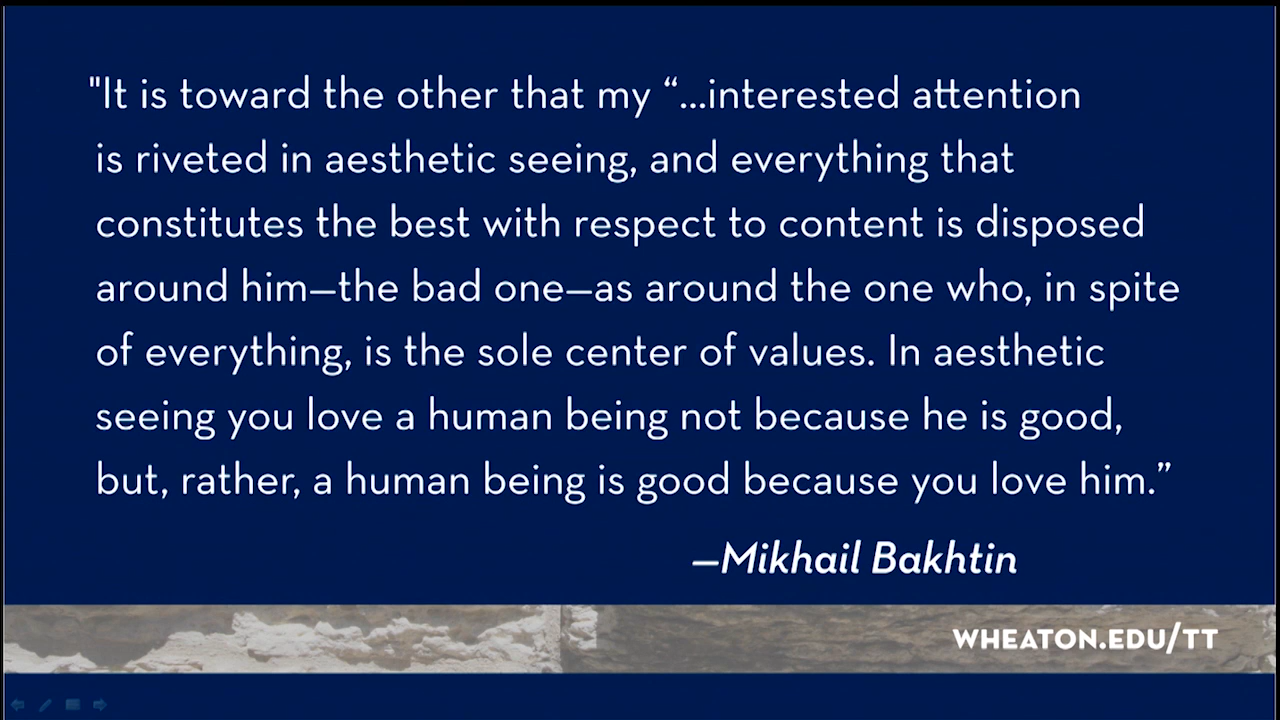 "It is toward the other that my “...interested attention
is riveted in aesthetic seeing, and everything that
constitutes the best with respect to content is disposed
around him—the bad one—as around the one who, in spite
of everything, is the sole center of values. In aesthetic
seeing you love a human being not because he is good,
but, rather, a human being is good because you love him.”
—Mikhail Bakhtin
WHEATON.EDU/TT